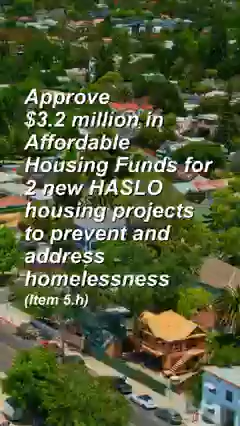 Approve
$3.2 million in
Affordable
Housing Funds for
2 new HASLO
housing projects
to prevent and
address
homelessness
(Item 5.h)